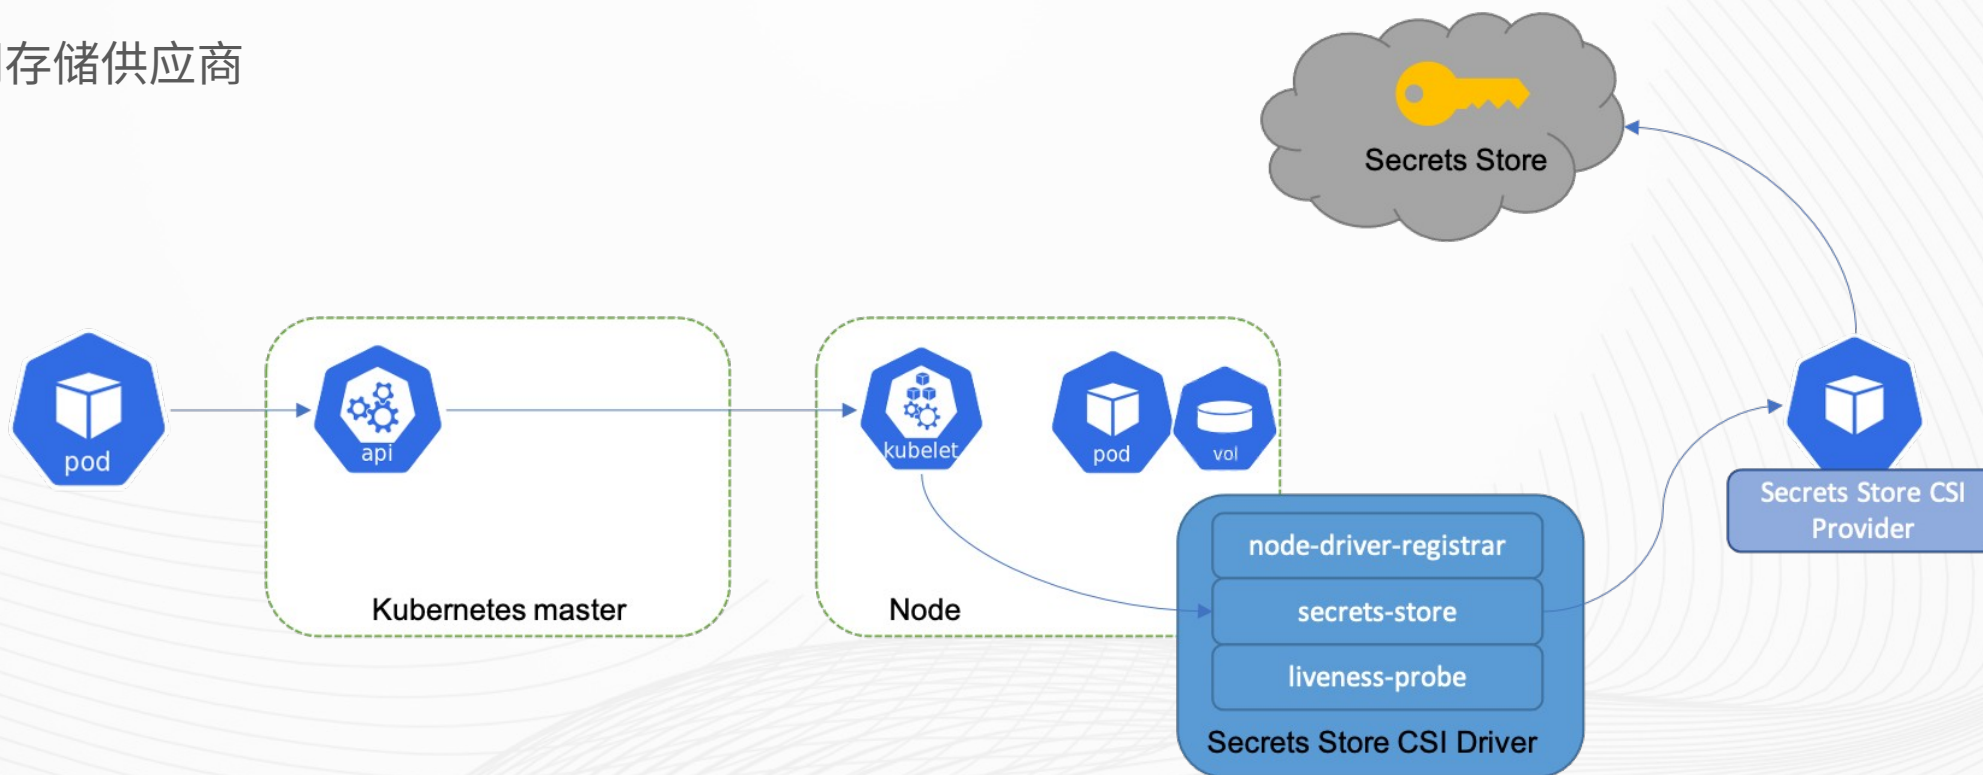 存储供应商
Secrets Store
pod
api
kubelet
pod
vol
Secrets Store CSI
Provider
node-driver-registrar
secrets-store
liveness-probe
Kubernetes master
Node
Secrets Store CSI Driver